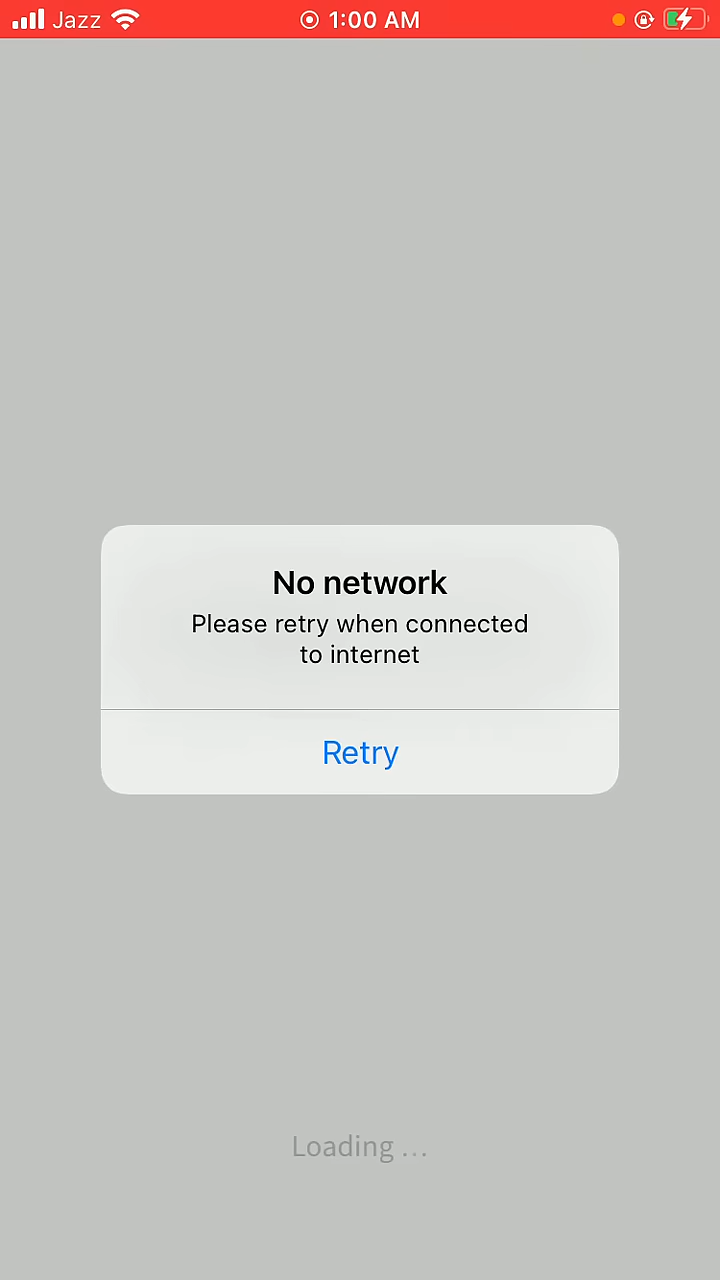 Jazz 1:00 AM
No network
Please retry when connected
to internet
Retry
Loading ...